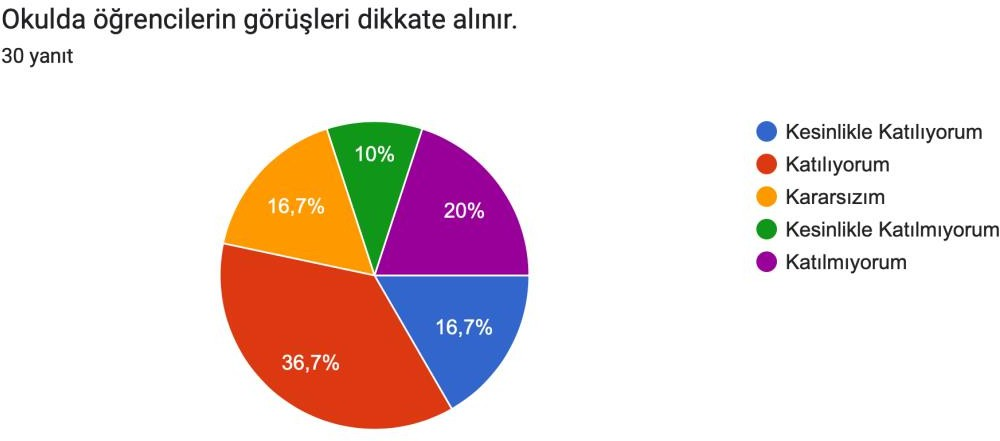 Okulda öğrencilerin görüşleri dikkate alınır.
30 yanıt
10%
16,7%
20%
16,7%
36,7%
Kesinlikle Katılıyorum
Katılıyorum
Kararsızım
Kesinlikle Katılmıyorum
Katılmıyorum